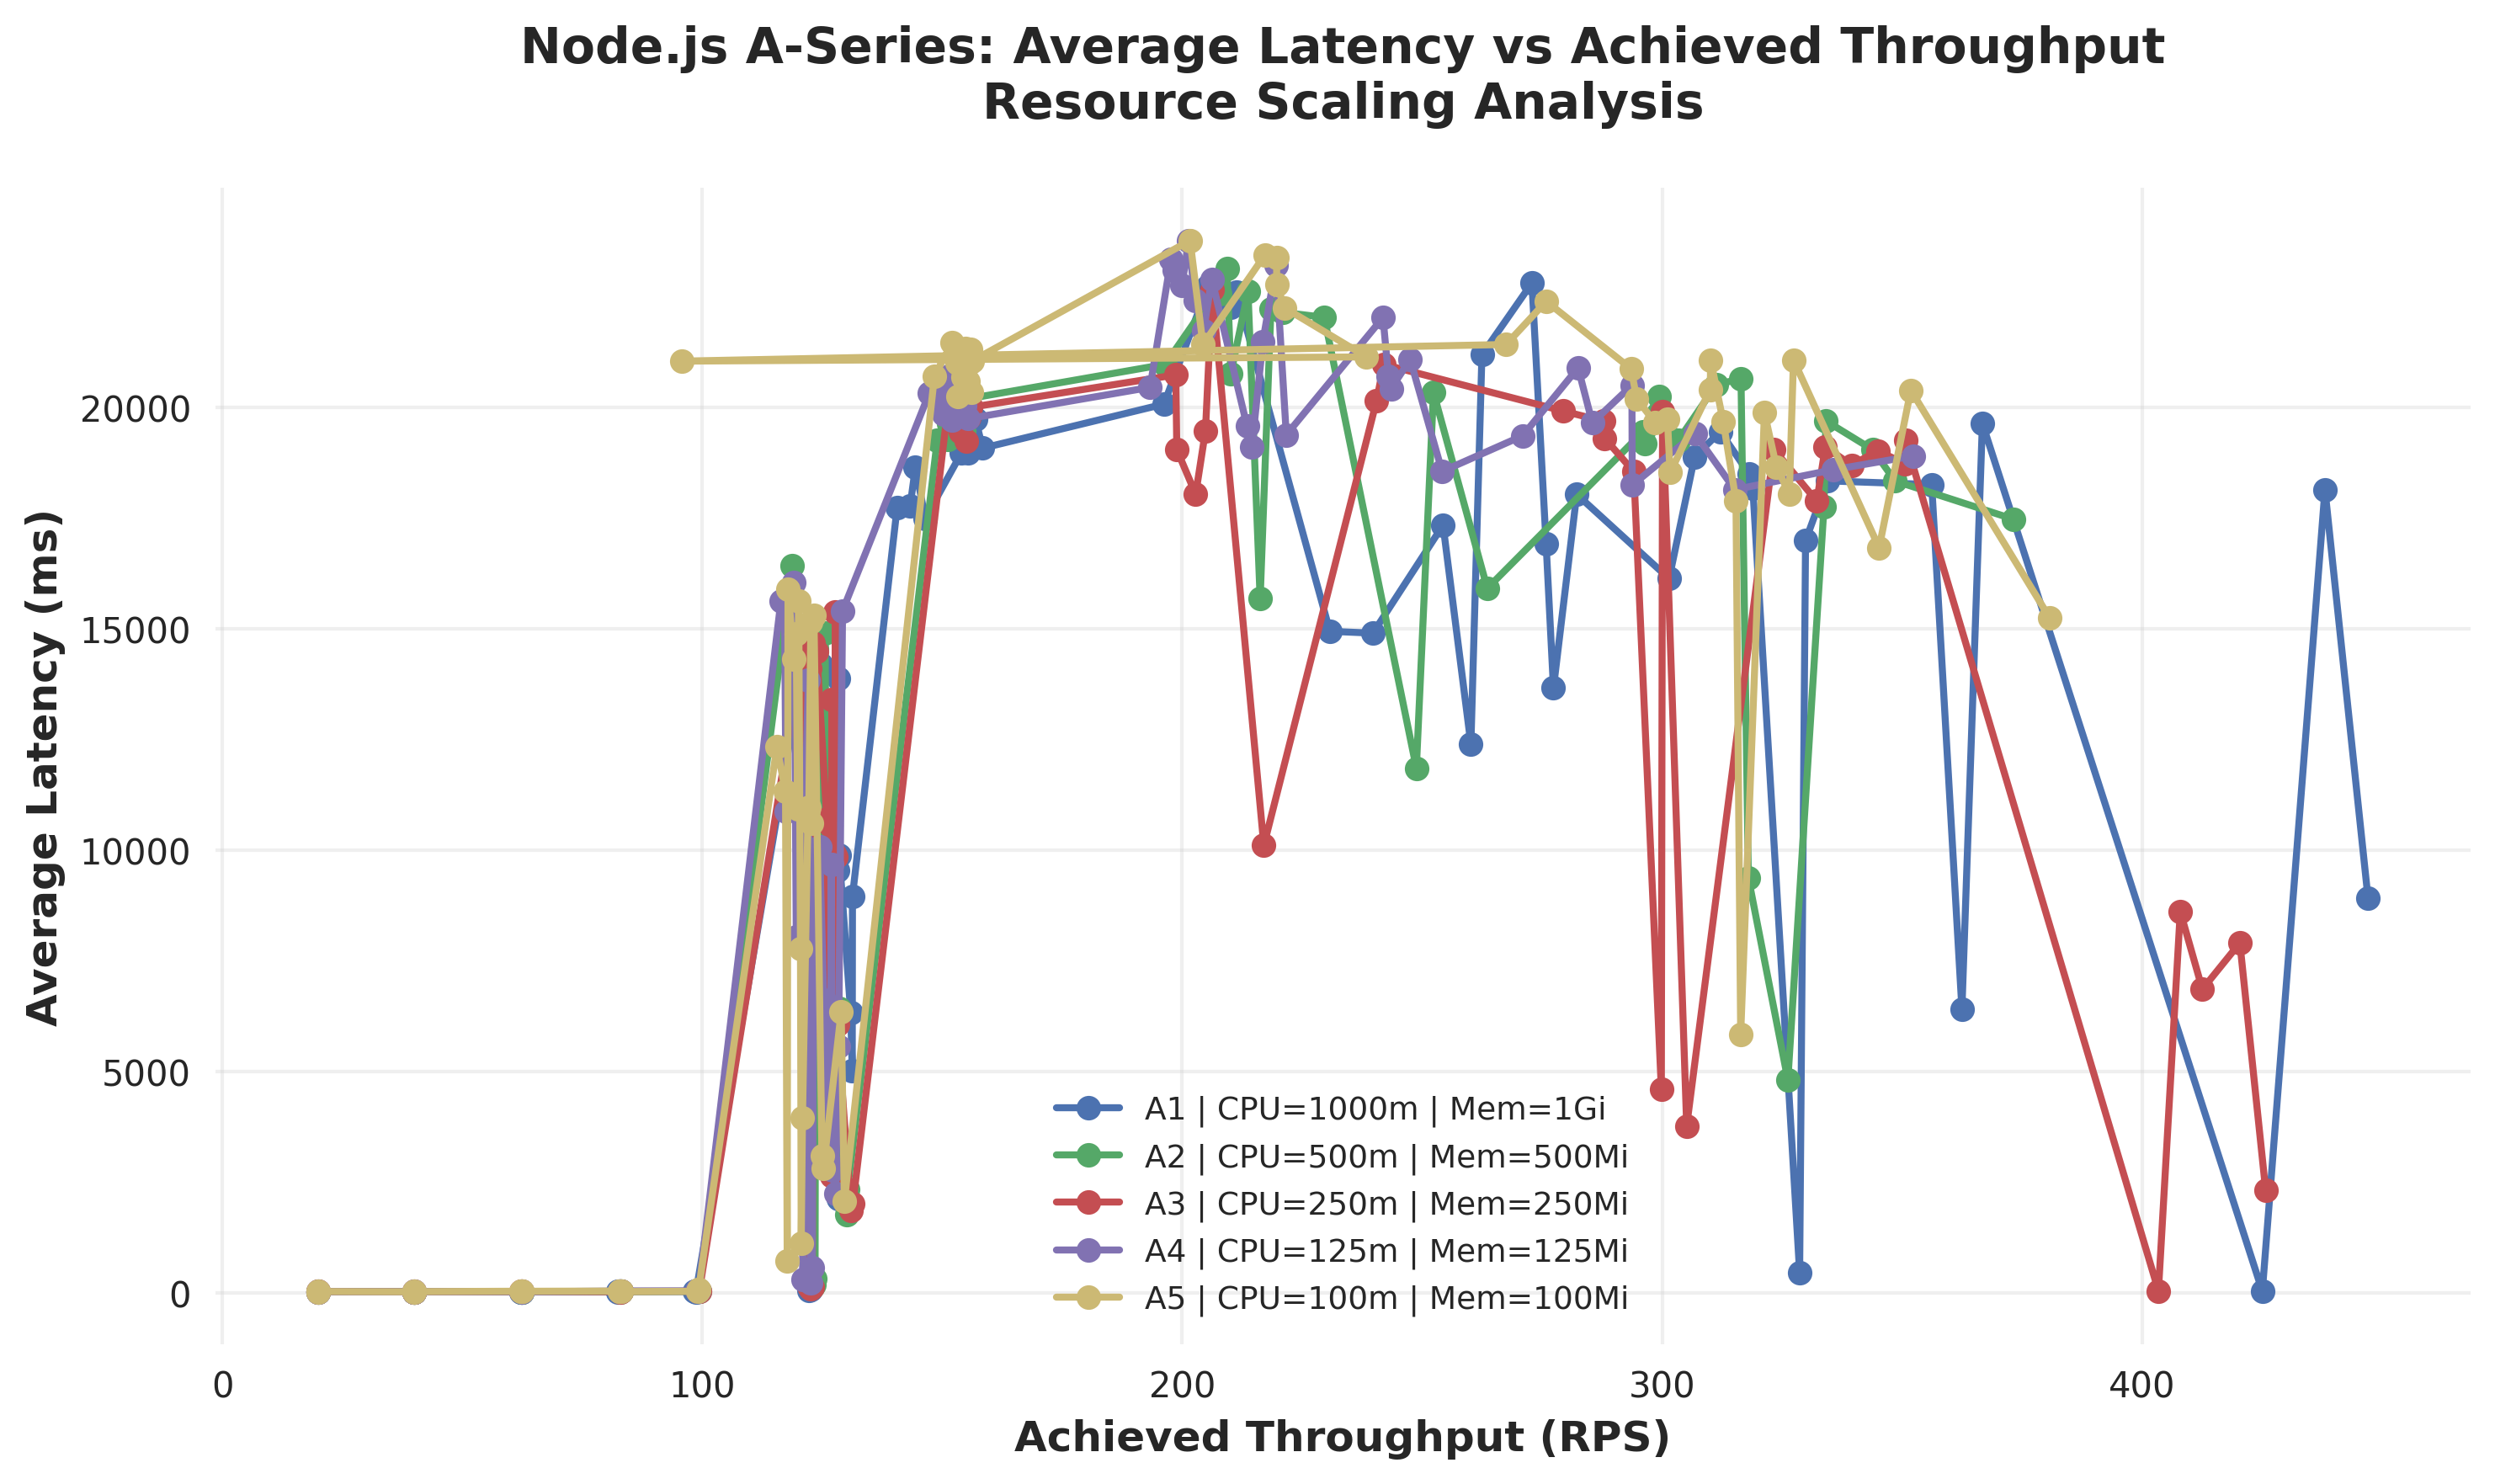 Node.js A-Series: Average Latency vs Achieved Throughput
Resource Scaling Analysis
Average Latency (ms)
20000
15000
10000
5000
0
A1 | CPU=1000m | Mem=1Gi
A2 | CPU=500m | Mem=500Mi
A3 | CPU=250m | Mem=250Mi
A4 | CPU=125m | Mem=125Mi
A5 | CPU=100m | Mem=100Mi
0 100 200 300 400
Achieved Throughput (RPS)